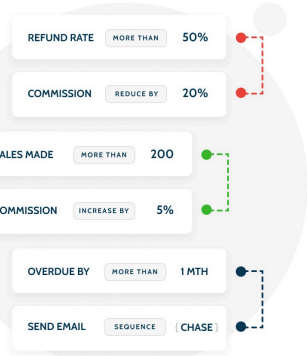 REFUND RATE MORE THAN 50%
COMMISSION REDUCE BY 20%
ALES MADE MORE THAN 200
OMMISSION INCREASE BY 5%
OVERDUE BY MORE THAN 1 MTH
SEND EMAIL SEQUENCE {CHASE}